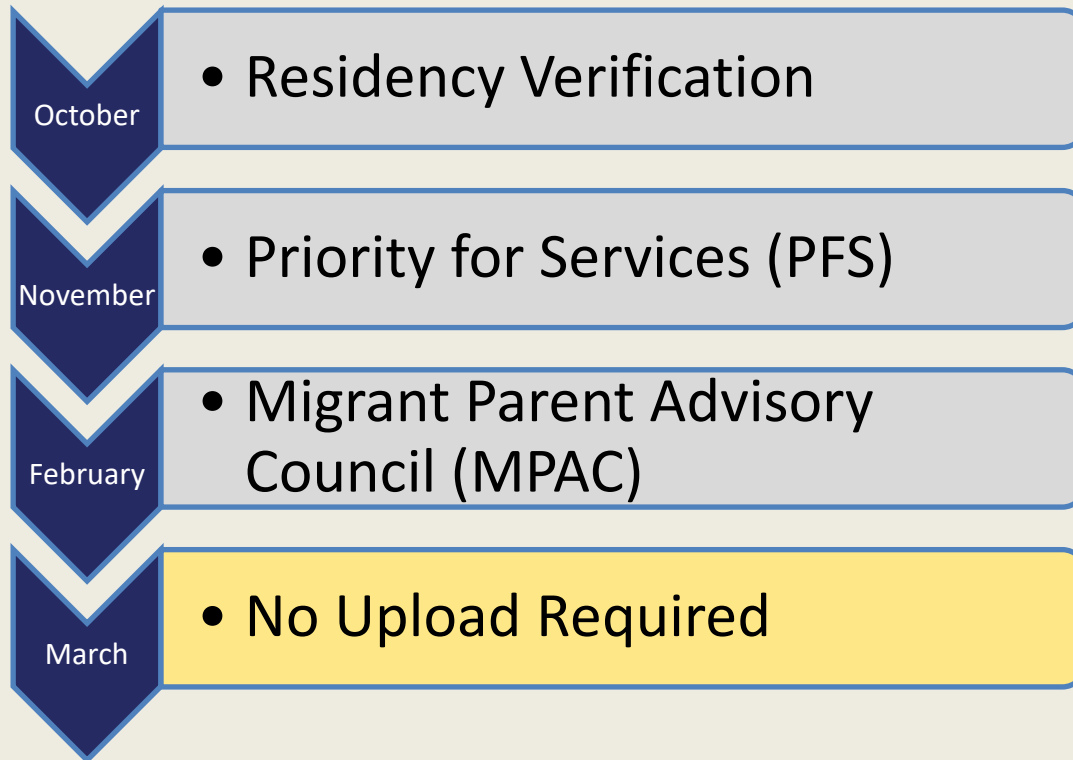 October
• Residency Verification
November
• Priority for Services (PFS)
February
• Migrant Parent Advisory
Council (MPAC)
March
• No Upload Required